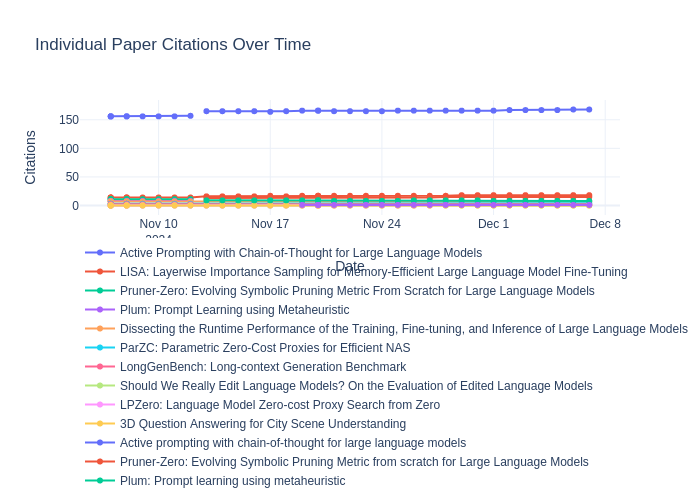 Individual Paper Citations Over Time
150
100
50
0
Citations
Nov 10
Nov 17
Nov 24
Dec 1
Dec 8
Date
Active Prompting with Chain-of-Thought for Large Language Models
LISA: Layerwise Importance Sampling for Memory-Efficient Large Language Model Fine-Tuning
Pruner-Zero: Evolving Symbolic Pruning Metric From Scratch for Large Language Models
Plum: Prompt Learning using Metaheuristic
Dissecting the Runtime Performance of the Training, Fine-tuning, and Inference of Large Language Models
ParZC: Parametric Zero-Cost Proxies for Efficient NAS
LongGenBench: Long-context Generation Benchmark
Should We Really Edit Language Models? On the Evaluation of Edited Language Models
LPZero: Language Model Zero-cost Proxy Search from Zero
3D Question Answering for City Scene Understanding
Active prompting with chain-of-thought for large language models
Pruner-Zero: Evolving Symbolic Pruning Metric from scratch for Large Language Models
Plum: Prompt learning using metaheuristic